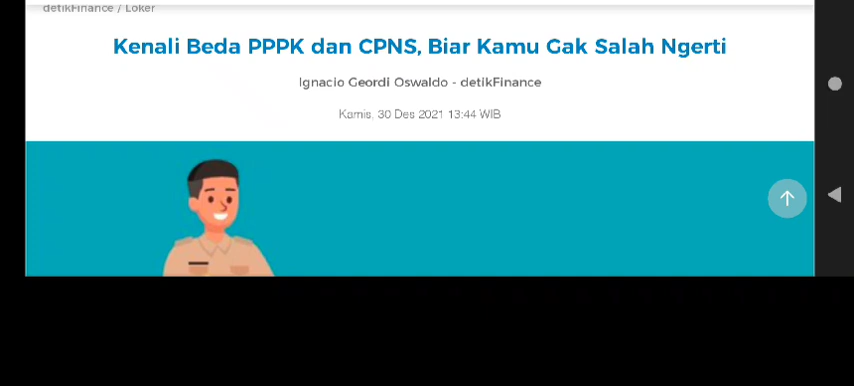 detikFinance / Loker
Kenali Beda PPPK dan CPNS, Biar Kamu Gak Salah Ngerti
Ignacio Geordi Oswaldo - detikFinance
Kamis, 30 Des 2021 13:44 WIB